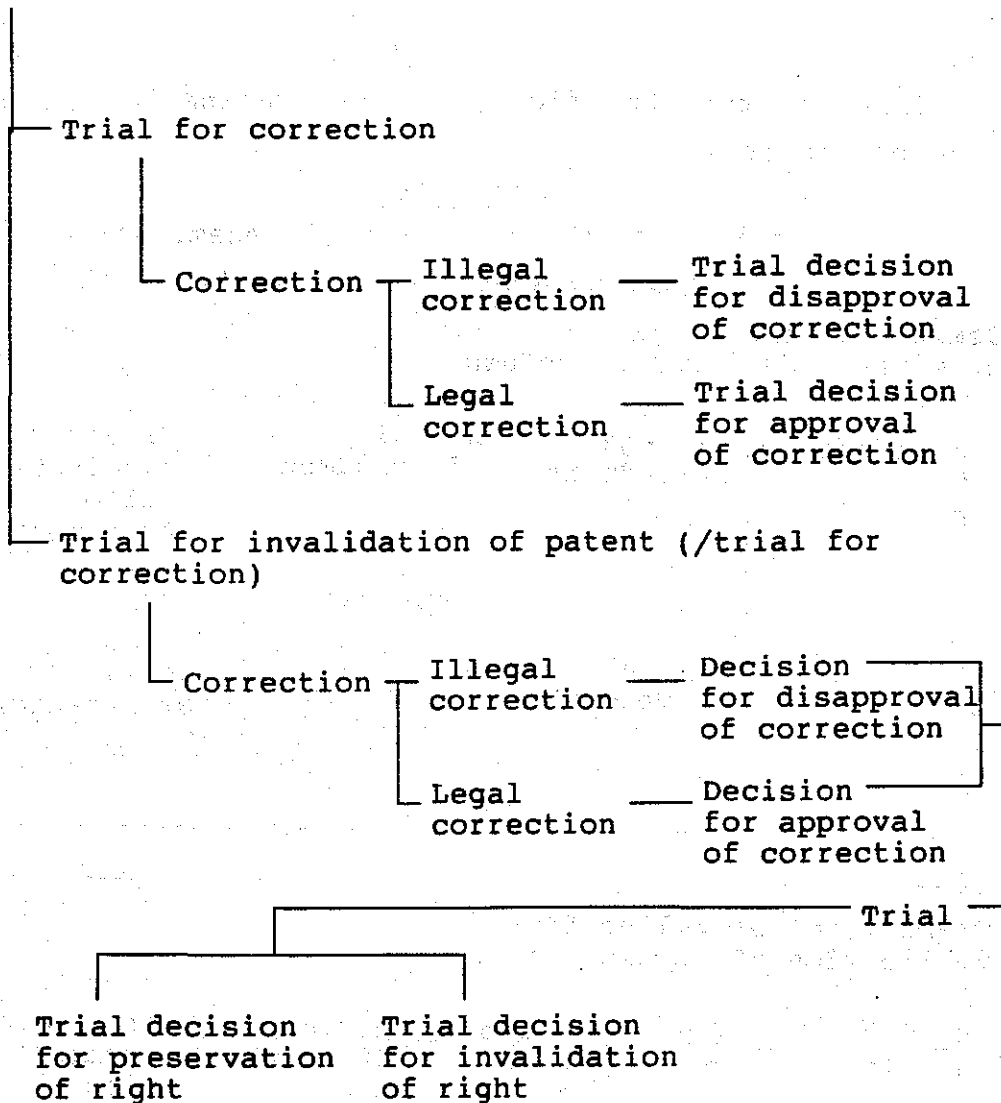 Trial for correction
Correction
Illegal
correction
Trial decision
for disapproval
of correction
Legal
correction
Trial decision
for approval
of correction
Trial for invalidation of patent (/trial for
correction)
Correction
Illegal
correction
Decision
for disapproval
of correction
Legal
correction
Decision
for approval
of correction
Trial
Trial decision
for preservation
of right
Trial decision
for invalidation
of right